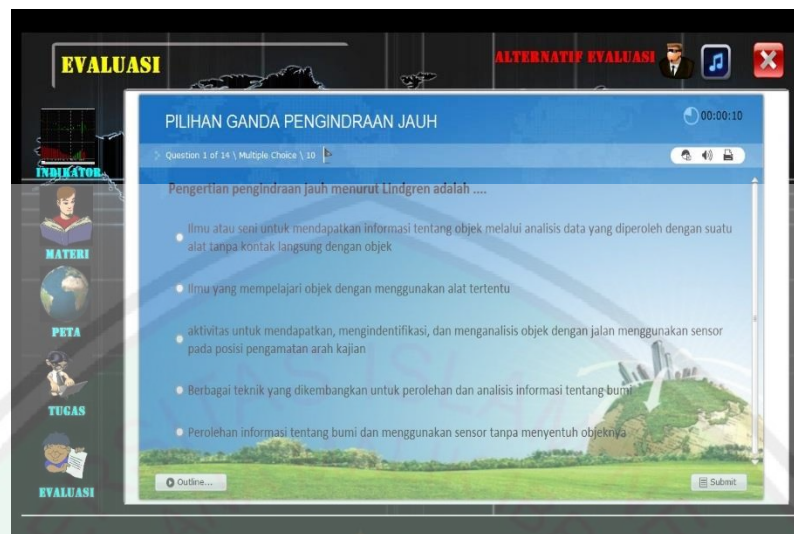 EVALUASI
ALTERNATIF EVALUASI
PILIHAN GANDA PENGINDRAAN JAUH
00:00:10
Question 1 of 14 \ Multiple Choice \ 10
INDIKATOR
Pengertian pengindraan jauh menurut Lindgren adalah ....
Ilmu atau seni untuk mendapatkan informasi tentang objek melalui analisis data yang diperoleh dengan suatu
alat tanpa kontak langsung dengan objek
MATERI
Ilmu yang mempelajari objek dengan menggunakan alat tertentu
PETA
aktivitas untuk mendapatkan, mengindentifikasi, dan menganalisis objek dengan jalan menggunakan sensor
pada posisi pengamatan arah kajian
Berbagai teknik yang dikembangkan untuk perolehan dan analisis informasi tentang bumi
TUGAS
Perolehan informasi tentang bumi dan menggunakan sensor tanpa menyentuh objeknya
EVALUASI
Outline...
Submit